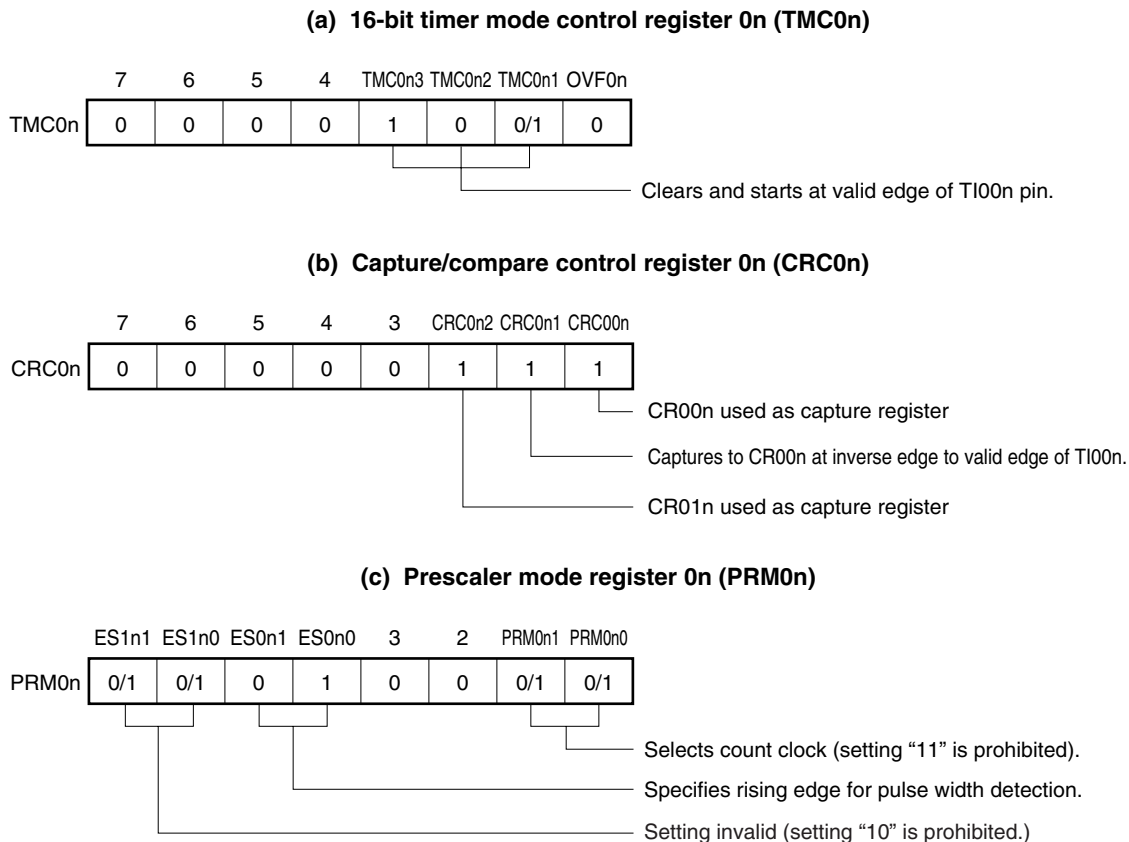 (a) 16-bit timer mode control register 0n (TMC0n)
7 6 5 4 TMC0n3 TMC0n2 TMC0n1 OVF0n
TMC0n 0 0 0 0 1 0 0/1 0
Clears and starts at valid edge of TI00n pin.
(b) Capture/compare control register 0n (CRC0n)
7 6 5 4 3 CRC0n2 CRC0n1 CRC00n
CRC0n 0 0 0 0 0 1 1 1
CR00n used as capture register
Captures to CR00n at inverse edge to valid edge of TI00n.
CR01n used as capture register
(c) Prescaler mode register 0n (PRM0n)
ES1n1 ES1n0 ES0n1 ES0n0 3 2 PRM0n1 PRM0n0
PRM0n 0/1 0/1 0 1 0 0 0/1 0/1
Selects count clock (setting “11” is prohibited).
Specifies rising edge for pulse width detection.
Setting invalid (setting “10” is prohibited.)